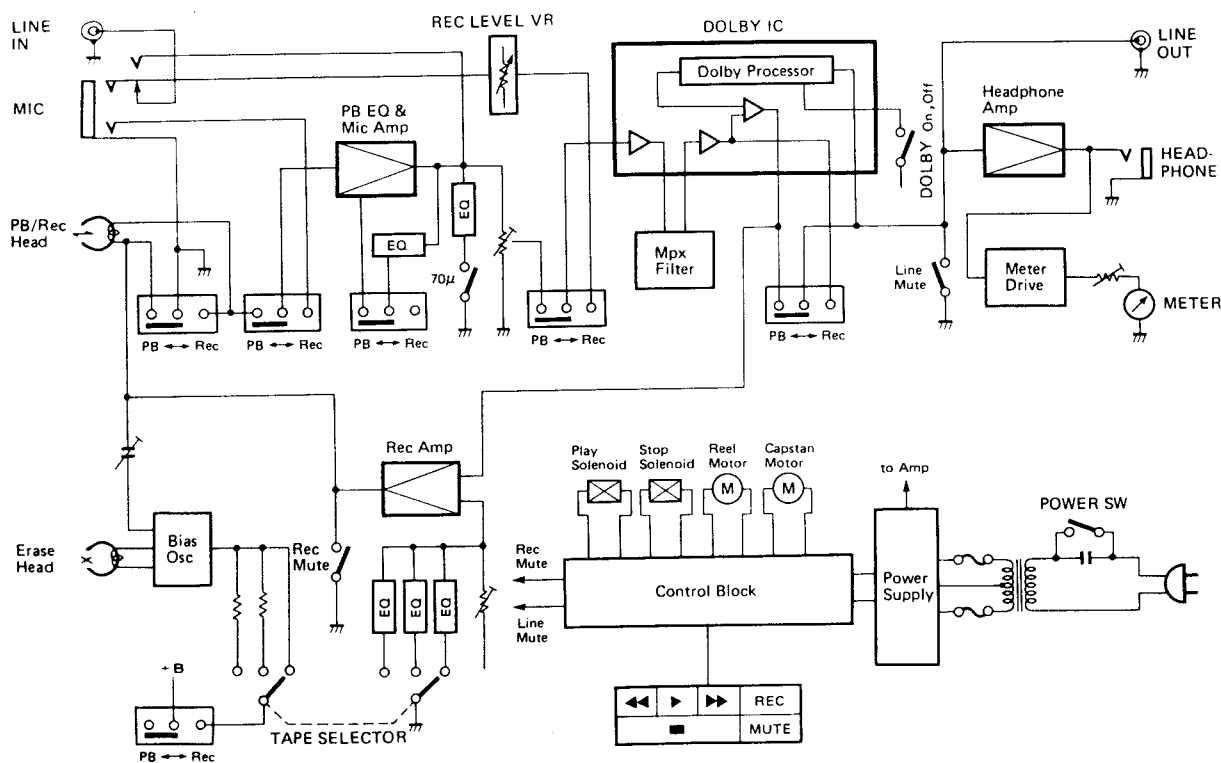 LINE
IN
MIC
REC LEVEL VR
DOLBY IC
Dolby Processor
LINE
OUT
PB EQ &
Mic Amp
EQ
EQ
70μ
Mpx
Filter
DOLBY On, Off
Headphone
Amp
HEAD-
PHONE
PB/Rec
Head
Line
Mute
Meter
Drive
METER
PB ↔ Rec
PB ↔ Rec
PB ↔ Rec
PB ↔ Rec
PB ↔ Rec
Rec Amp
Play
Solenoid
Stop
Solenoid
Reel
Motor
M
Capstan
Motor
M
to Amp
POWER SW
Erase
Head
Bias
Osc
Rec
Mute
EQ
EQ
EQ
Rec
Mute
Line
Mute
Control Block
Power
Supply
+B
TAPE SELECTOR
PB ↔ Rec
◀◀ ▶ ▶▶ REC
■ MUTE